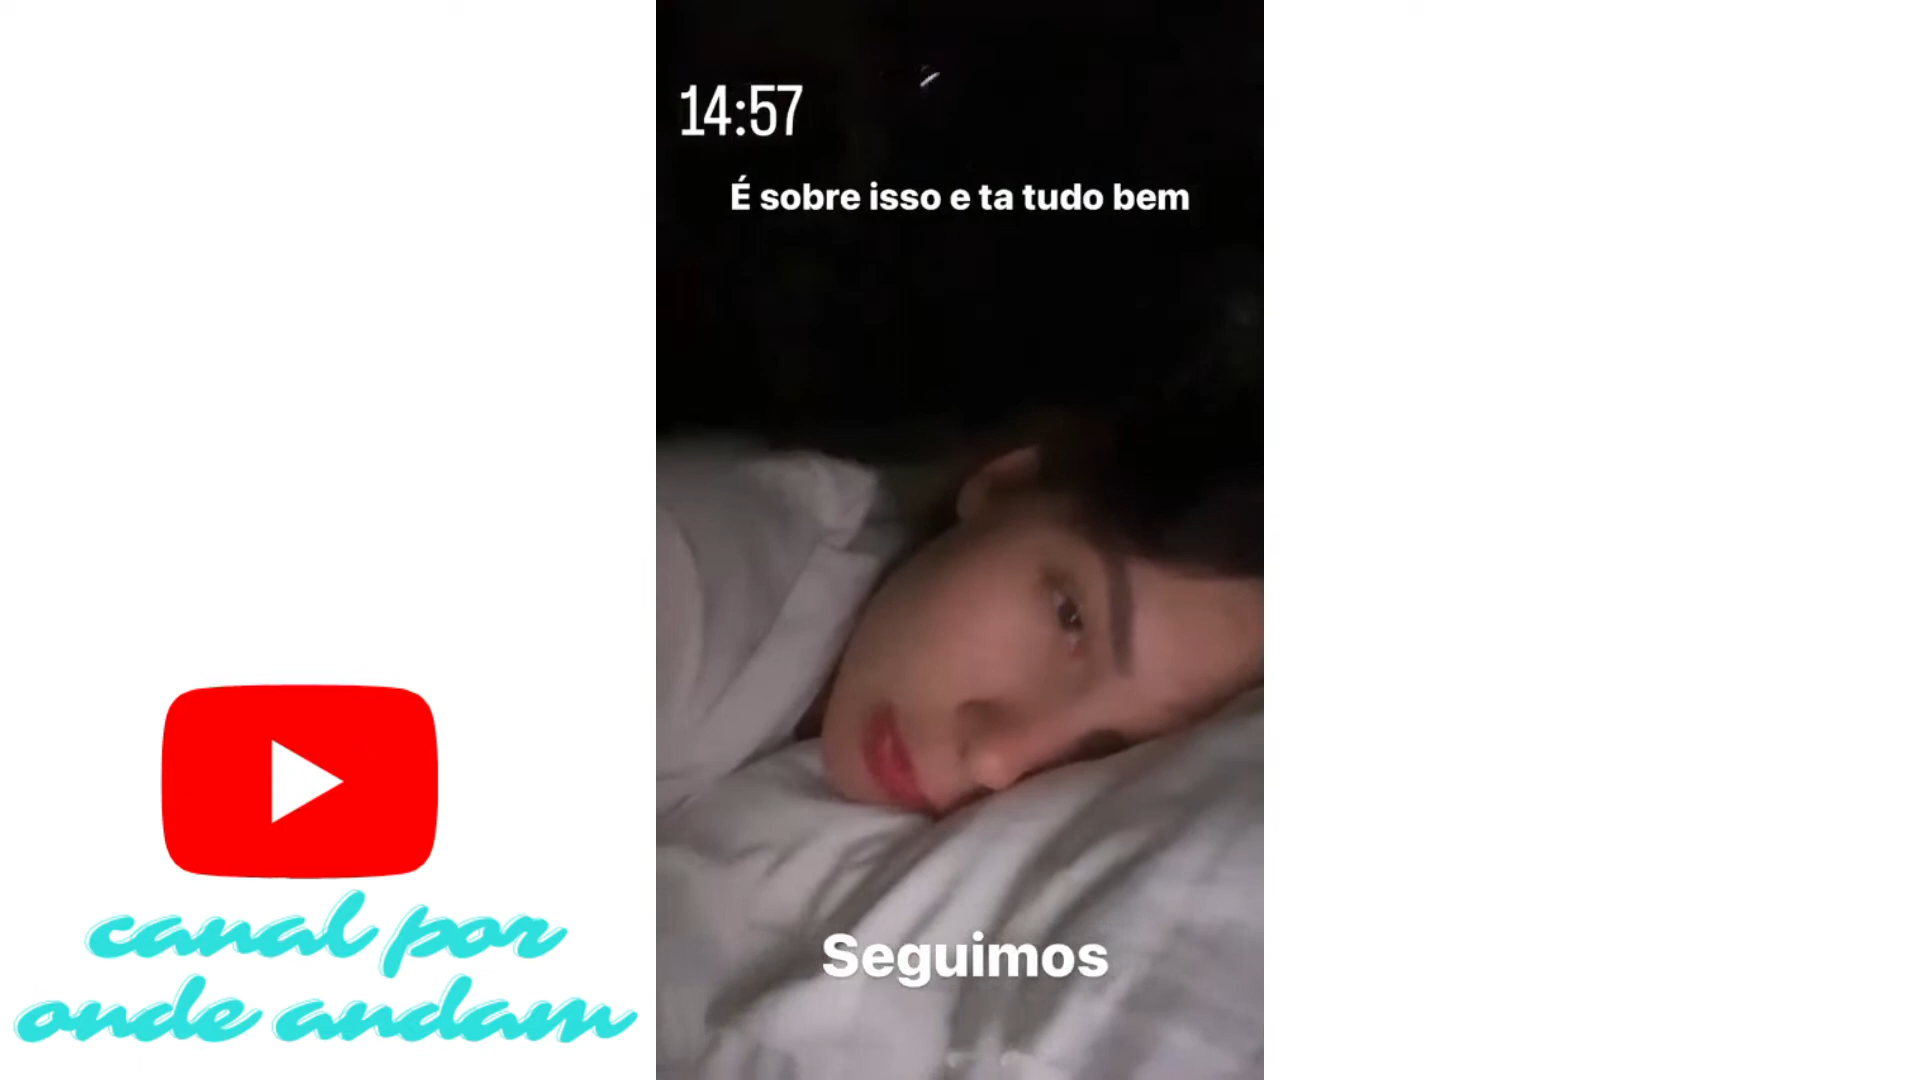 14:57
É sobre isso e ta tudo bem
Seguimos
canal por
onde andam